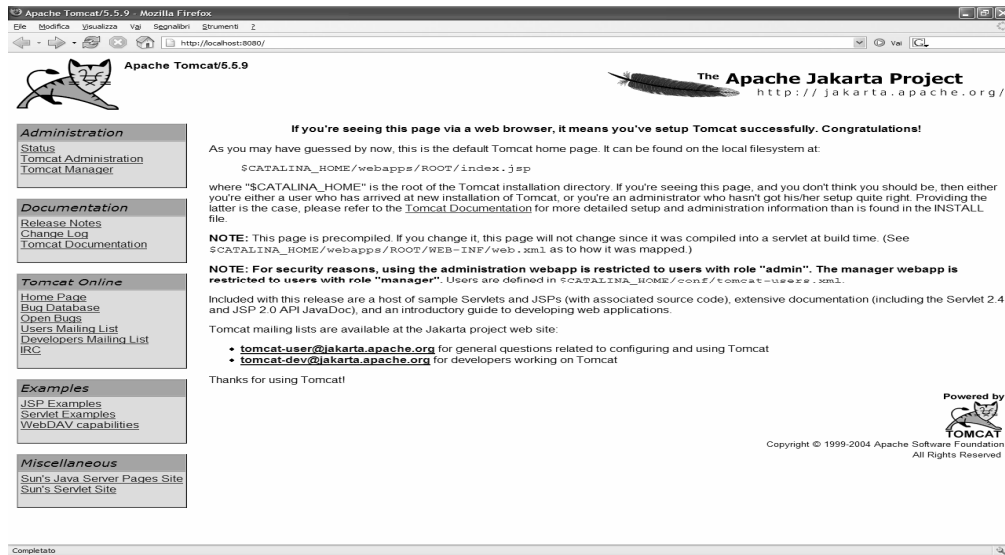 Apache Tomcat/5.5.9 - Mozilla Firefox
File Modifica Visualizza Vai Segnalibri Strumenti ?
http://localhost:8080/
Vai
Apache Tomcat/5.5.9
The Apache Jakarta Project
http://jakarta.apache.org/
Administration
Status
Tomcat Administration
Tomcat Manager
Documentation
Release Notes
Change Log
Tomcat Documentation
Tomcat Online
Home Page
Bug Database
Open Bugs
Users Mailing List
Developers Mailing List
IRC
Examples
JSP Examples
Servlet Examples
WebDAV capabilities
Miscellaneous
Sun's Java Server Pages Site
Sun's Servlet Site
If you're seeing this page via a web browser, it means you've setup Tomcat successfully. Congratulations!
As you may have guessed by now, this is the default Tomcat home page. It can be found on the local filesystem at:
$CATALINA_HOME/webapps/ROOT/index.jsp
where "$CATALINA_HOME" is the root of the Tomcat installation directory. If you're seeing this page, and you don't think you should be, then either
you're either a user who has arrived at new installation of Tomcat, or you're an administrator who hasn't got his/her setup quite right. Providing the
latter is the case, please refer to the Tomcat Documentation for more detailed setup and administration information than is found in the INSTALL
file.
NOTE: This page is precompiled. If you change it, this page will not change since it was compiled into a servlet at build time. (See
$CATALINA_HOME/webapps/ROOT/WEB-INF/web.xml as to how it was mapped.)
NOTE: For security reasons, using the administration webapp is restricted to users with role "admin". The manager webapp is
restricted to users with role "manager". Users are defined in $CATALINA_HOME/conf/tomcat-users.xml.
Included with this release are a host of sample Servlets and JSPs (with associated source code), extensive documentation (including the Servlet 2.4
and JSP 2.0 API JavaDoc), and an introductory guide to developing web applications.
Tomcat mailing lists are available at the Jakarta project web site:
• tomcat-user@jakarta.apache.org for general questions related to configuring and using Tomcat
• tomcat-dev@jakarta.apache.org for developers working on Tomcat
Thanks for using Tomcat!
Powered by
TOMCAT
Copyright © 1999-2004 Apache Software Foundation
All Rights Reserved
Completato